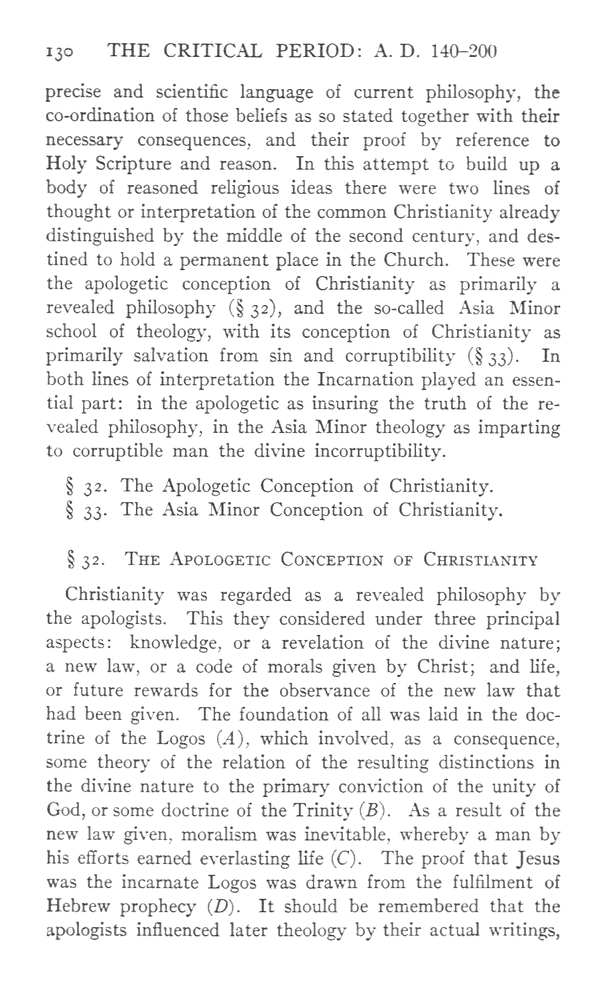 130 THE CRITICAL PERIOD: A. D. 140–200
precise and scientific language of current philosophy, the
co-ordination of those beliefs as so stated together with their
necessary consequences, and their proof by reference to
Holy Scripture and reason. In this attempt to build up a
body of reasoned religious ideas there were two lines of
thought or interpretation of the common Christianity already
distinguished by the middle of the second century, and des-
tined to hold a permanent place in the Church. These were
the apologetic conception of Christianity as primarily a
revealed philosophy (§ 32), and the so-called Asia Minor
school of theology, with its conception of Christianity as
primarily salvation from sin and corruptibility (§ 33). In
both lines of interpretation the Incarnation played an essen-
tial part: in the apologetic as insuring the truth of the re-
vealed philosophy, in the Asia Minor theology as imparting
to corruptible man the divine incorruptibility.
§ 32. The Apologetic Conception of Christianity.
§ 33. The Asia Minor Conception of Christianity.
§ 32. THE APOLOGETIC CONCEPTION OF CHRISTIANITY
Christianity was regarded as a revealed philosophy by
the apologists. This they considered under three principal
aspects: knowledge, or a revelation of the divine nature;
a new law, or a code of morals given by Christ; and life,
or future rewards for the observance of the new law that
had been given. The foundation of all was laid in the doc-
trine of the Logos (A), which involved, as a consequence,
some theory of the relation of the resulting distinctions in
the divine nature to the primary conviction of the unity of
God, or some doctrine of the Trinity (B). As a result of the
new law given, moralism was inevitable, whereby a man by
his efforts earned everlasting life (C). The proof that Jesus
was the incarnate Logos was drawn from the fulfilment of
Hebrew prophecy (D). It should be remembered that the
apologists influenced later theology by their actual writings,